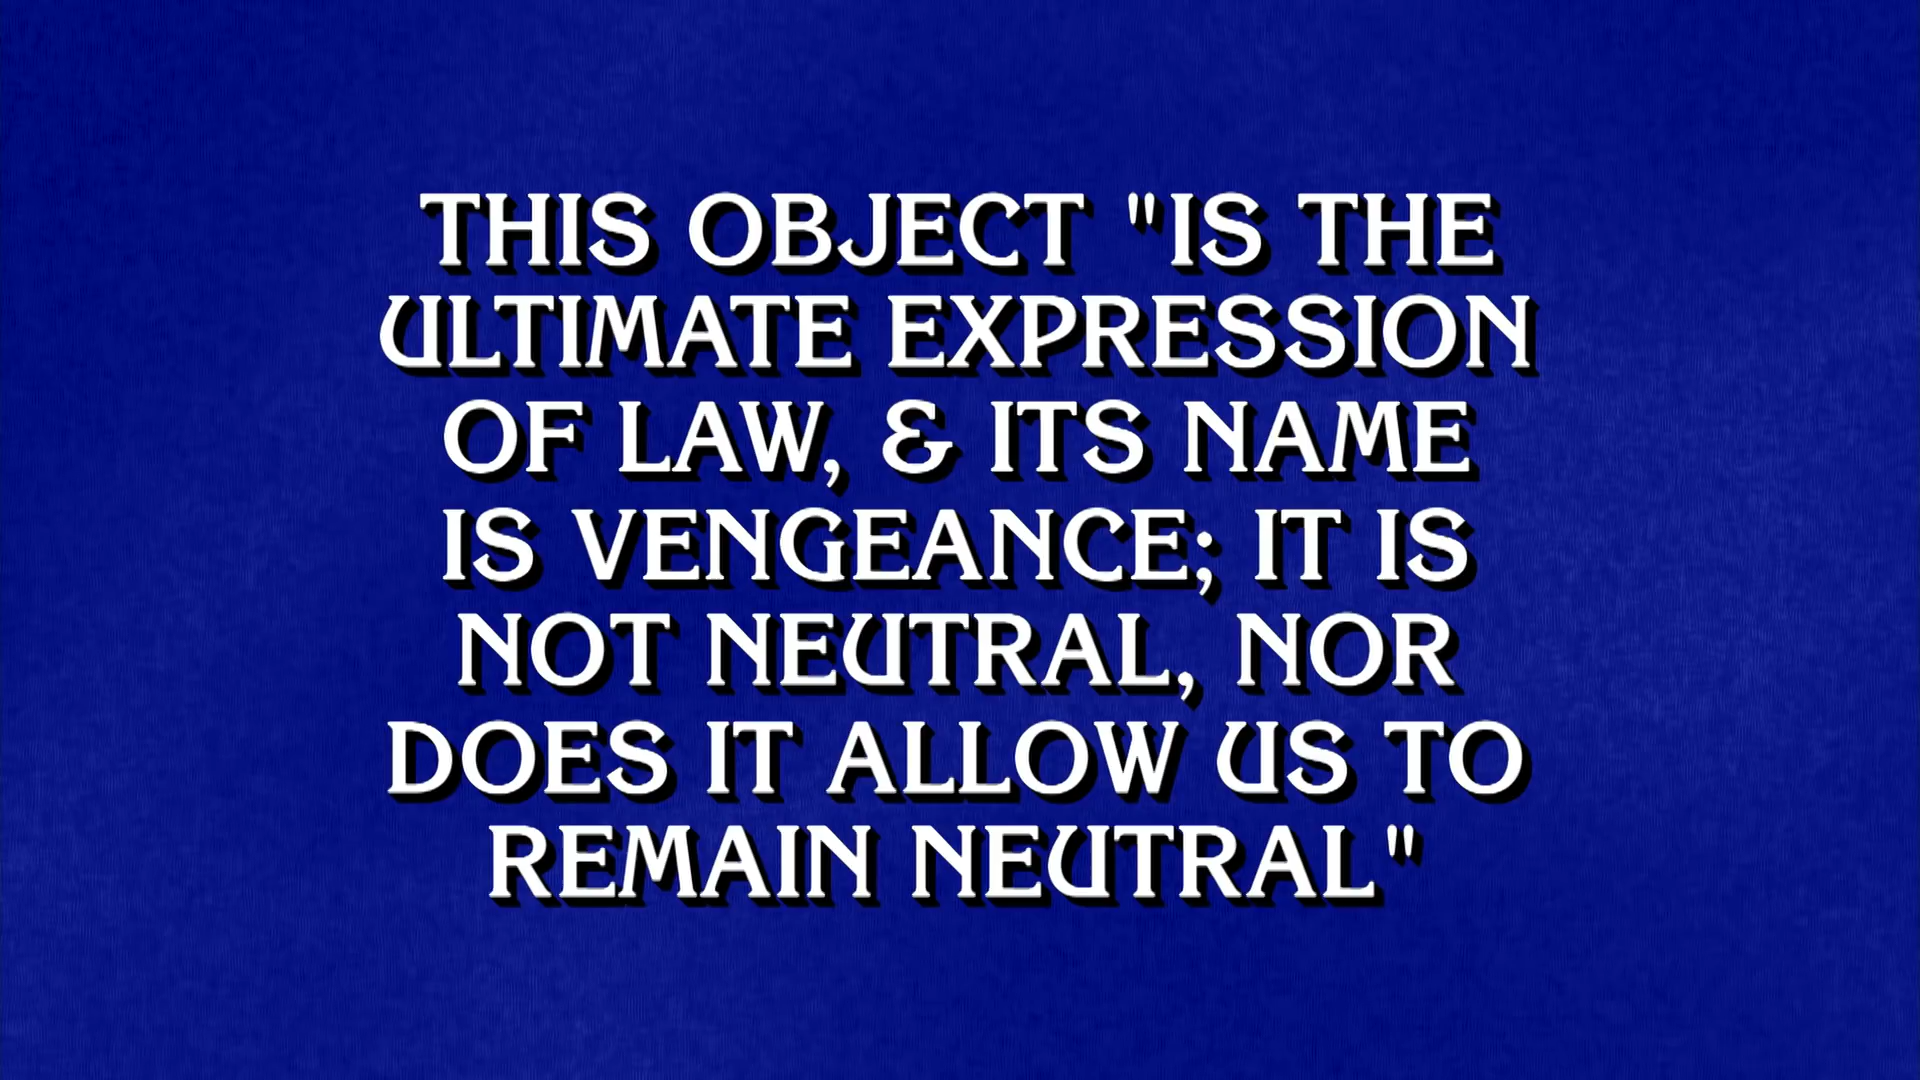 THIS OBJECT "IS THE
ULTIMATE EXPRESSION
OF LAW, & ITS NAME
IS VENGEANCE; IT IS
NOT NEUTRAL, NOR
DOES IT ALLOW US TO
REMAIN NEUTRAL"